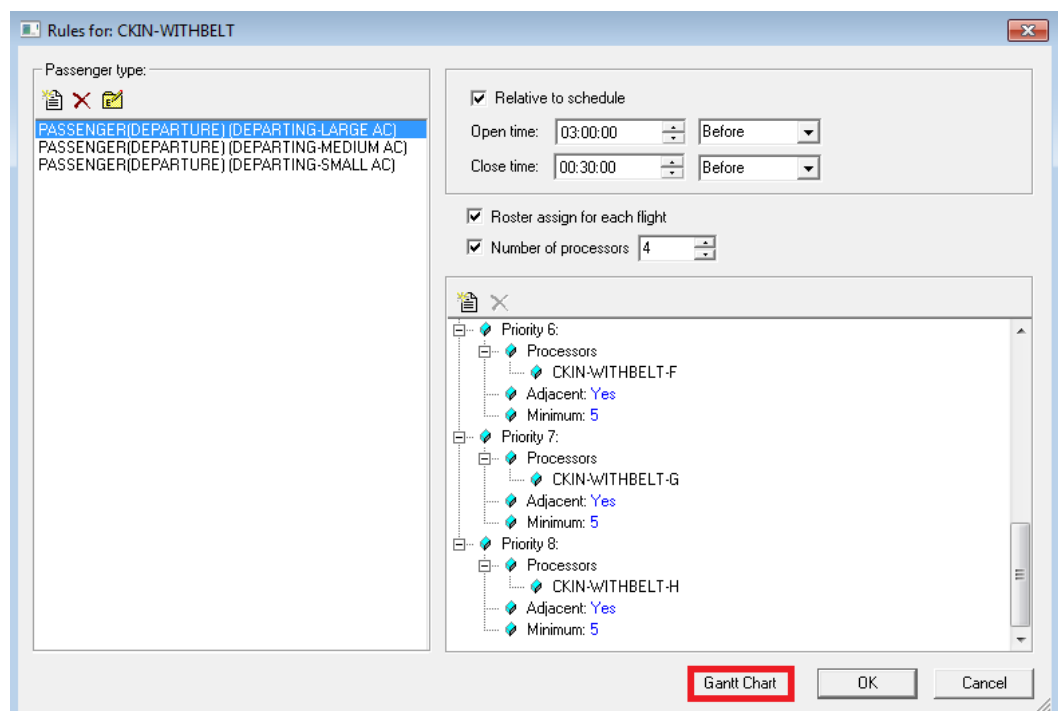 Rules for: CKIN-WITHBELT
Passenger type:
PASSENGER(DEPARTURE) (DEPARTING-LARGE AC)
PASSENGER(DEPARTURE) (DEPARTING-MEDIUM AC)
PASSENGER(DEPARTURE) (DEPARTING-SMALL AC)
Relative to schedule
Open time: 03:00:00 Before
Close time: 00:30:00 Before
Roster assign for each flight
Number of processors 4
Priority 6:
Processors
CKIN-WITHBELT-F
Adjacent: Yes
Minimum: 5
Priority 7:
Processors
CKIN-WITHBELT-G
Adjacent: Yes
Minimum: 5
Priority 8:
Processors
CKIN-WITHBELT-H
Adjacent: Yes
Minimum: 5
Gantt Chart OK Cancel